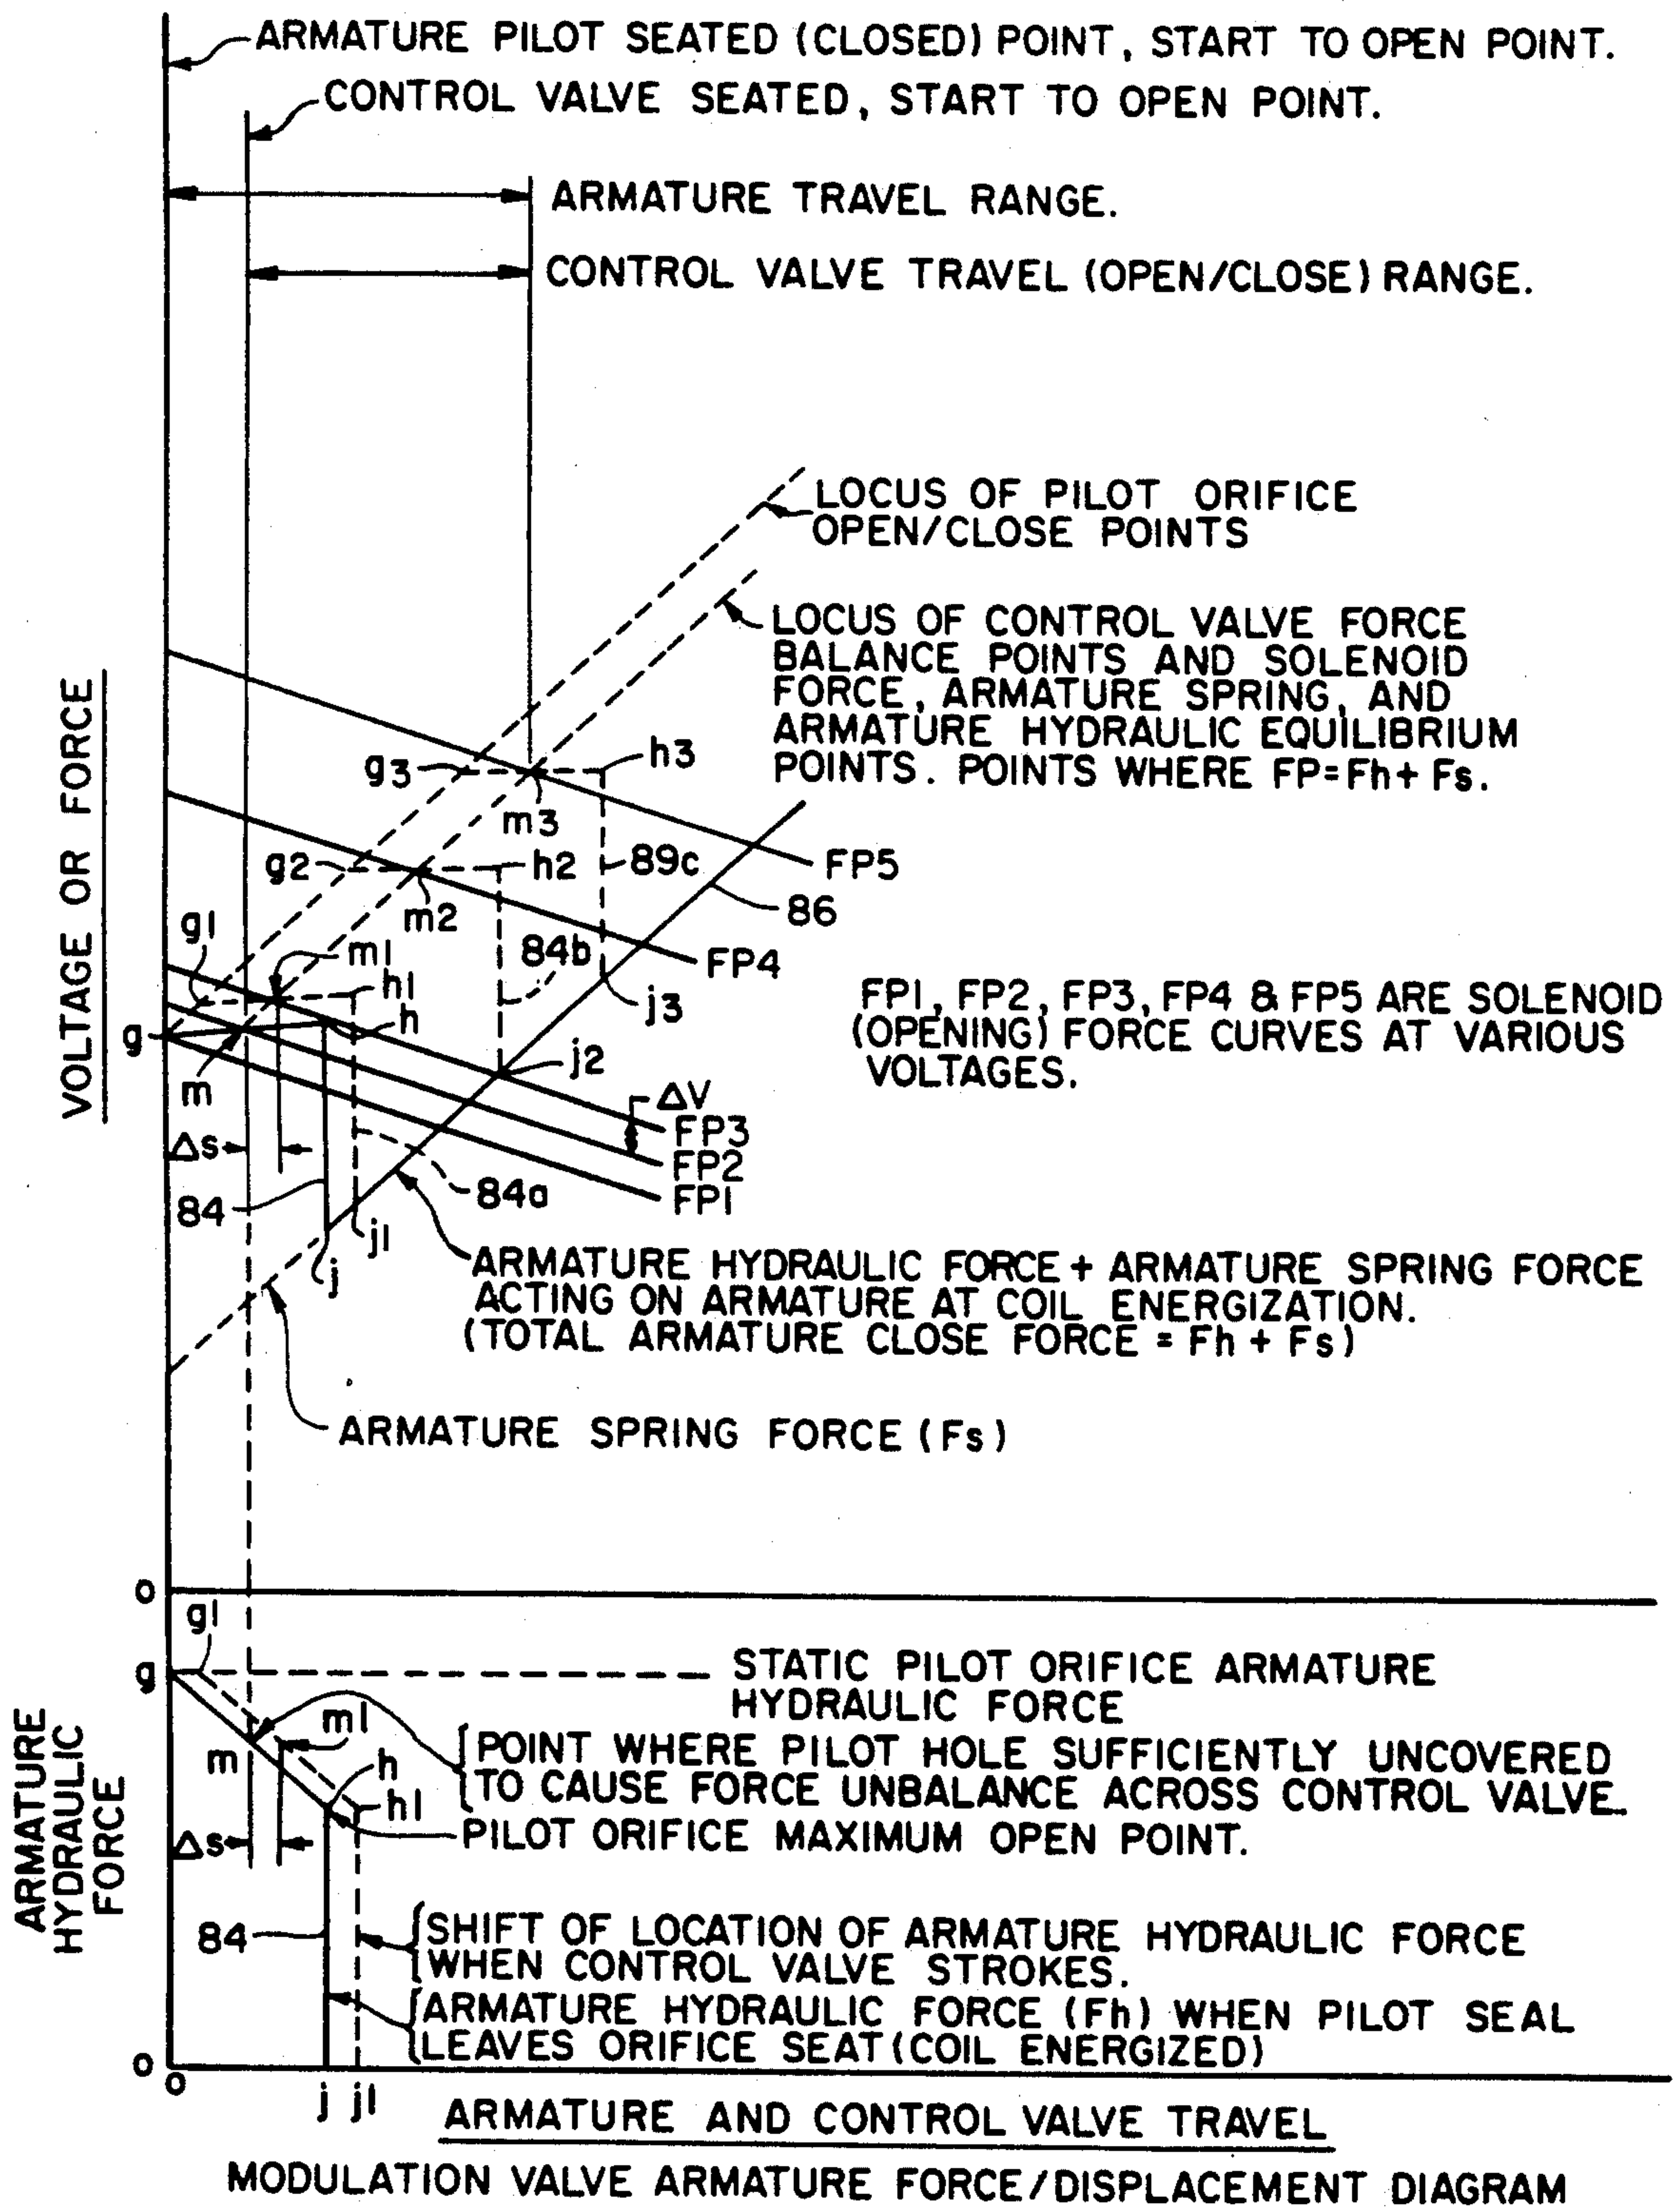 ARMATURE PILOT SEATED (CLOSED) POINT, START TO OPEN POINT.
CONTROL VALVE SEATED, START TO OPEN POINT.
ARMATURE TRAVEL RANGE.
CONTROL VALVE TRAVEL (OPEN/CLOSE) RANGE.
LOCUS OF PILOT ORIFICE
OPEN/CLOSE POINTS
LOCUS OF CONTROL VALVE FORCE
BALANCE POINTS AND SOLENOID
FORCE, ARMATURE SPRING, AND
ARMATURE HYDRAULIC EQUILIBRIUM
POINTS. POINTS WHERE FP=Fh+ Fs.
VOLTAGE OR FORCE
g3
h3
m3
g2
h2
89c
FP5
m2
86
g1
84b
FP4
m1
h1
j3
FP1, FP2, FP3, FP4 & FP5 ARE SOLENOID
(OPENING) FORCE CURVES AT VARIOUS
VOLTAGES.
g
h
m
j2
ΔV
FP3
Δs
FP2
84a
FP1
84
j1
j
ARMATURE HYDRAULIC FORCE + ARMATURE SPRING FORCE
ACTING ON ARMATURE AT COIL ENERGIZATION.
(TOTAL ARMATURE CLOSE FORCE = Fh + Fs)
ARMATURE SPRING FORCE (Fs)
0
g1
g
STATIC PILOT ORIFICE ARMATURE
HYDRAULIC FORCE
ARMATURE
HYDRAULIC
FORCE
m1
m
h
POINT WHERE PILOT HOLE SUFFICIENTLY UNCOVERED
TO CAUSE FORCE UNBALANCE ACROSS CONTROL VALVE.
h1
PILOT ORIFICE MAXIMUM OPEN POINT.
Δs
84
SHIFT OF LOCATION OF ARMATURE HYDRAULIC FORCE
WHEN CONTROL VALVE STROKES.
ARMATURE HYDRAULIC FORCE (Fh) WHEN PILOT SEAL
LEAVES ORIFICE SEAT (COIL ENERGIZED)
0
0
j j1
ARMATURE AND CONTROL VALVE TRAVEL
MODULATION VALVE ARMATURE FORCE/DISPLACEMENT DIAGRAM